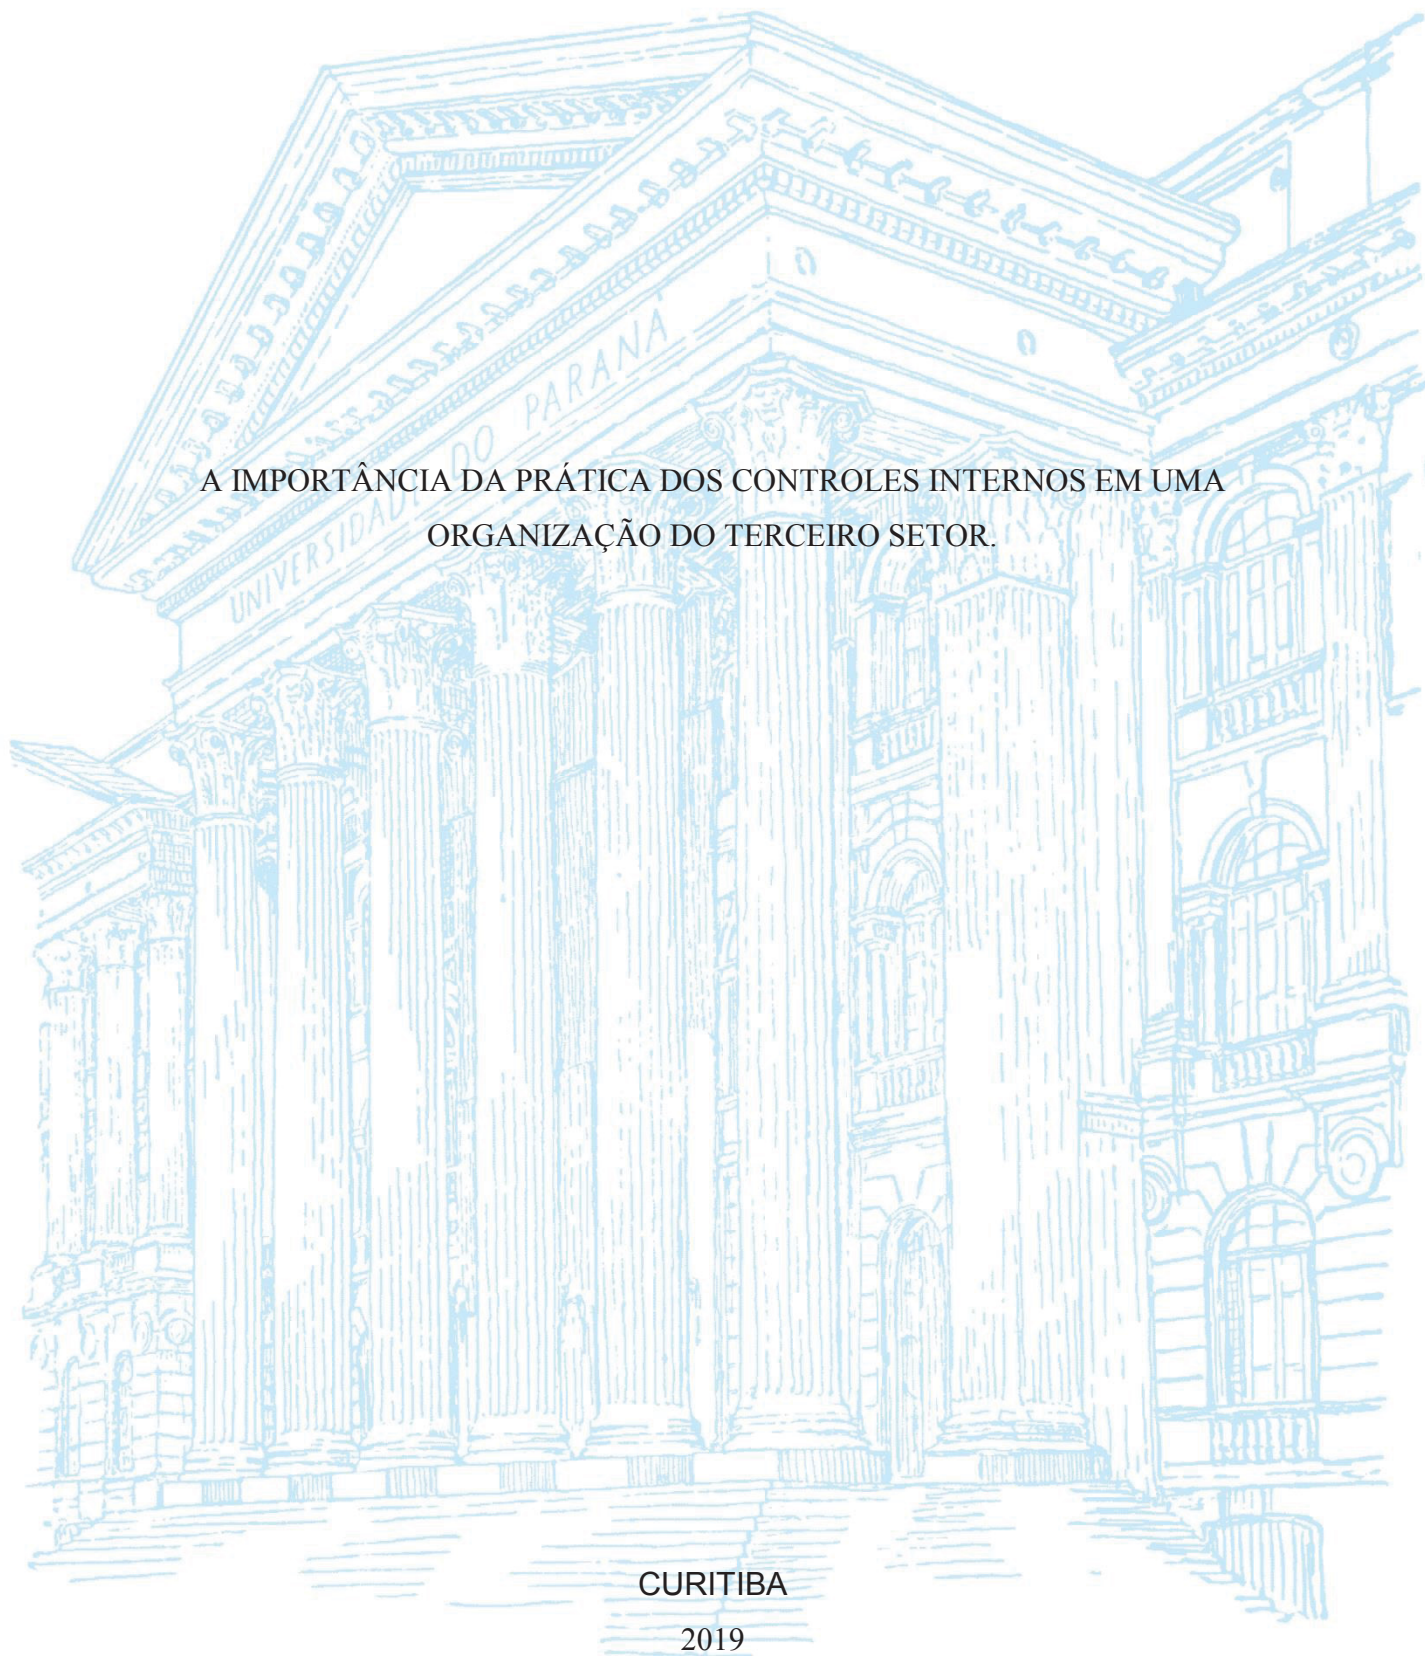 UNIVERSIDADE DO PARANÁ
A IMPORTÂNCIA DA PRÁTICA DOS CONTROLES INTERNOS EM UMA
ORGANIZAÇÃO DO TERCEIRO SETOR.
CURITIBA
2019